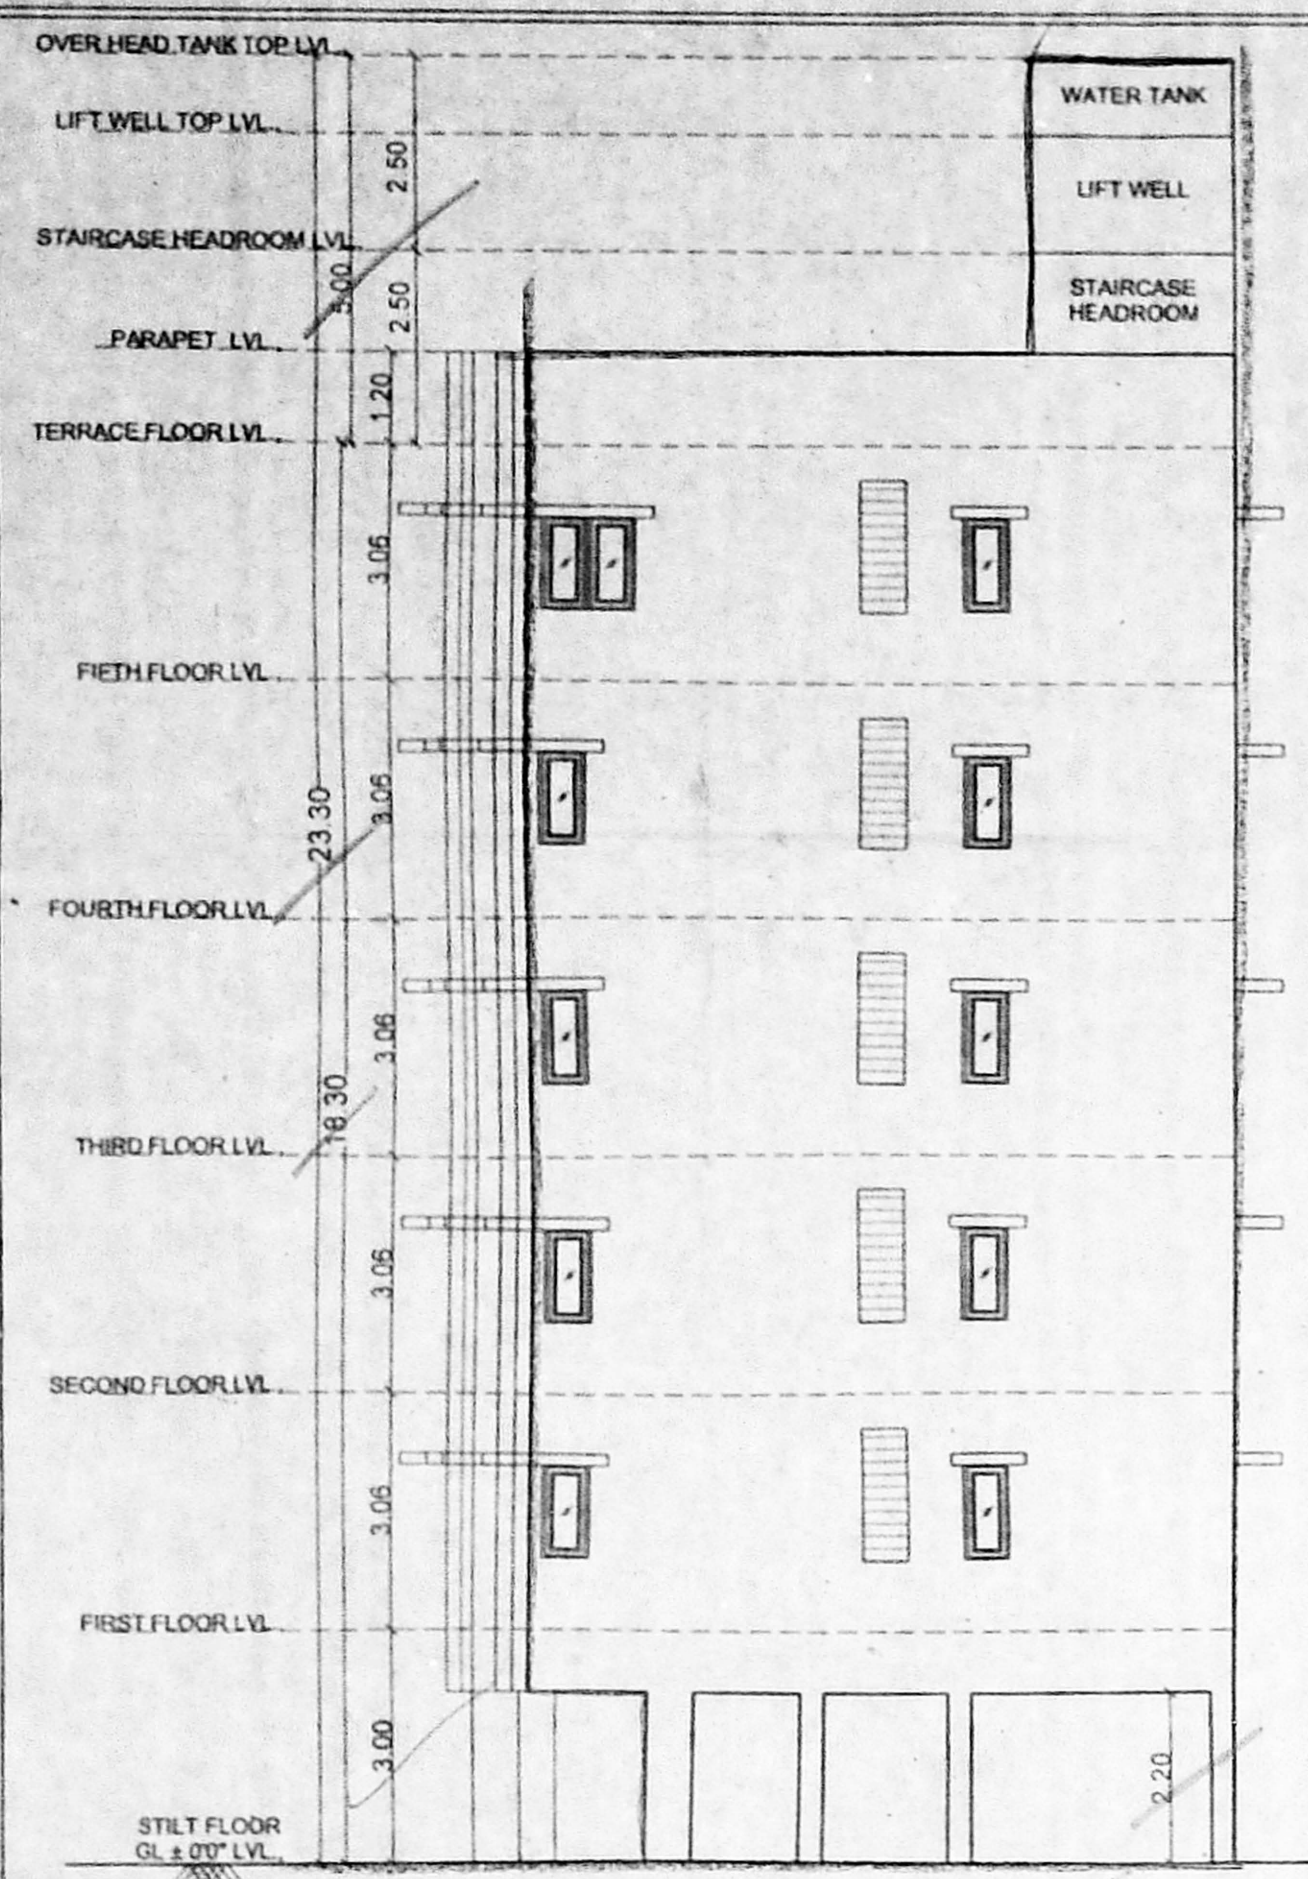 OVER HEAD TANK TOP LVL.
WATER TANK
LIFT WELL TOP LVL.
2.50
LIFT WELL
STAIRCASE HEADROOM LVL.
5.00
2.50
STAIRCASE
HEADROOM
PARAPET LVL.
1.20
TERRACE FLOOR LVL.
3.06
FIETH FLOOR LVL.
23.30
3.06
FOURTH FLOOR LVL.
3.06
18.30
THIRD FLOOR LVL.
3.06
SECOND FLOOR LVL.
3.06
FIRST FLOOR LVL.
3.00
2.20
STILT FLOOR
GL ± 0'0" LVL.